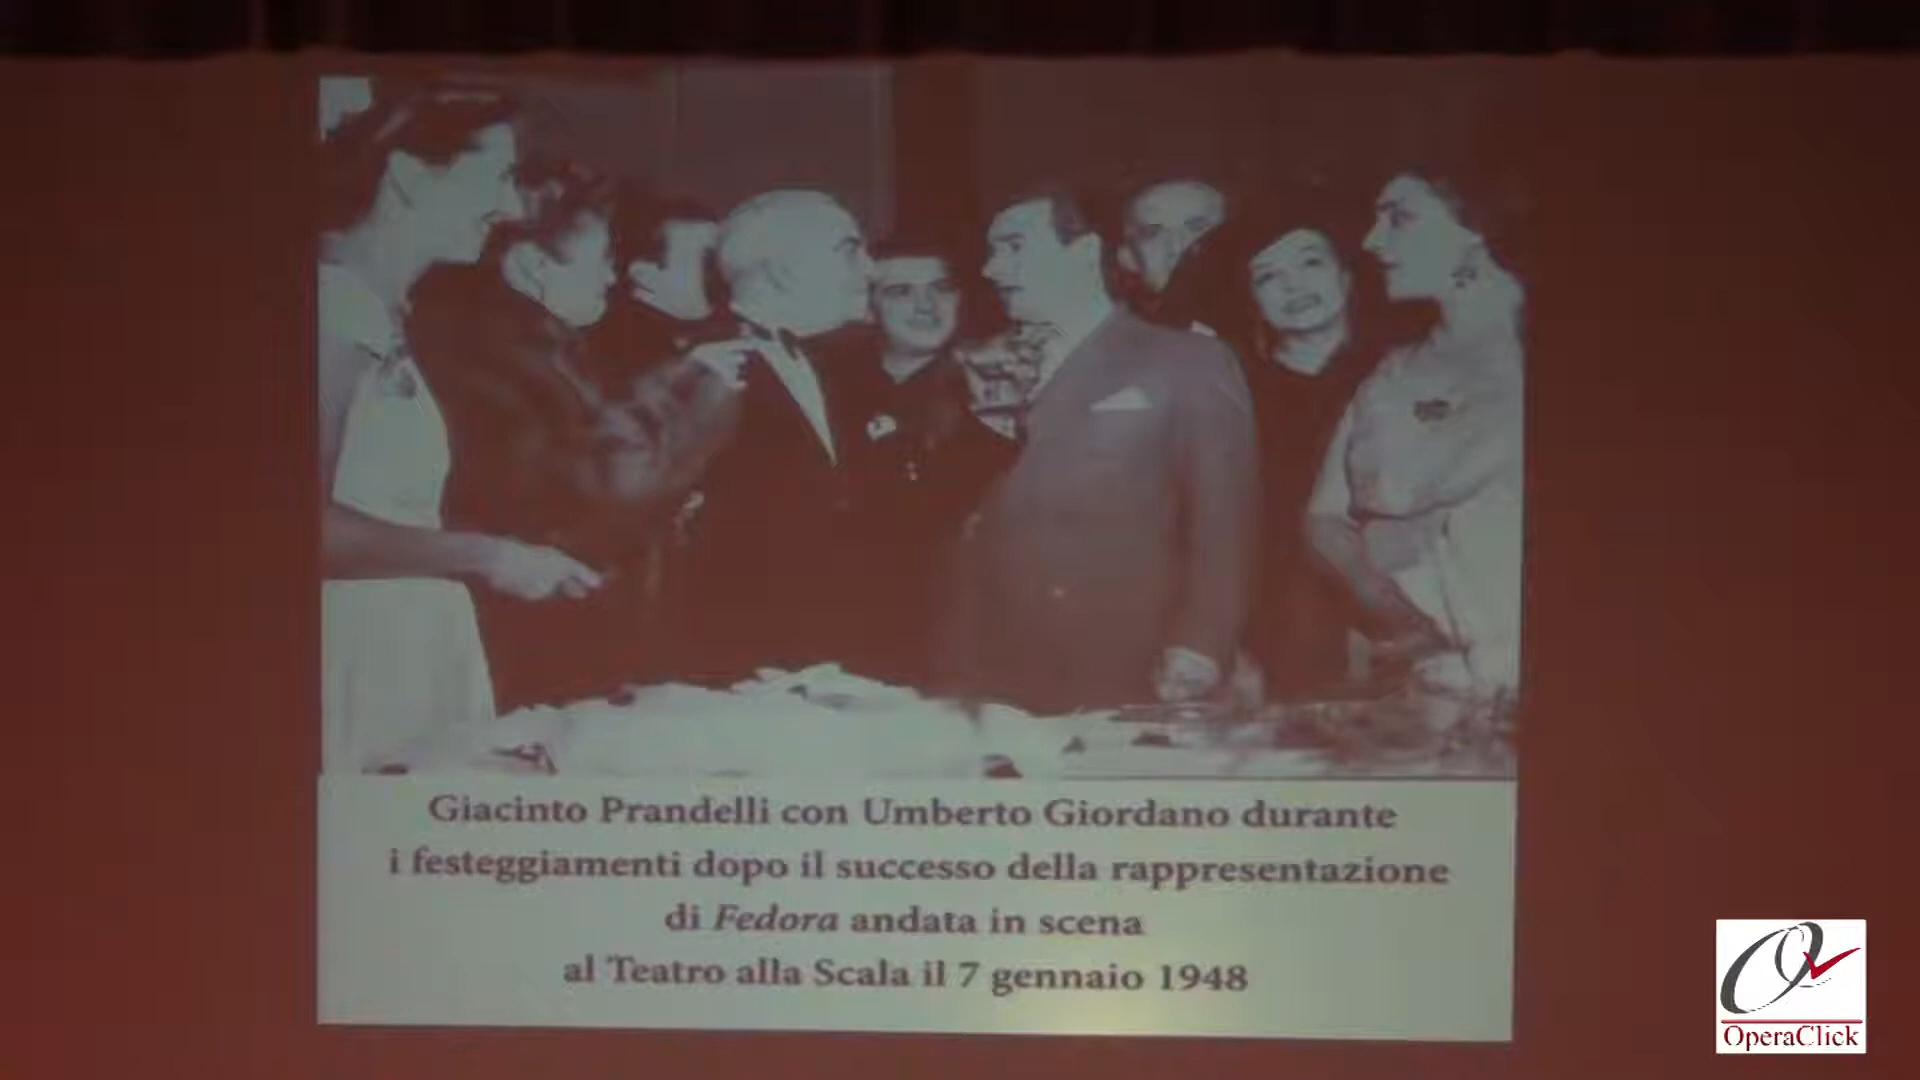 Giacinto Prandelli con Umberto Giordano durante
i festeggiamenti dopo il successo della rappresentazione
di Fedora andata in scena
al Teatro alla Scala il 7 gennaio 1948
OperaClick